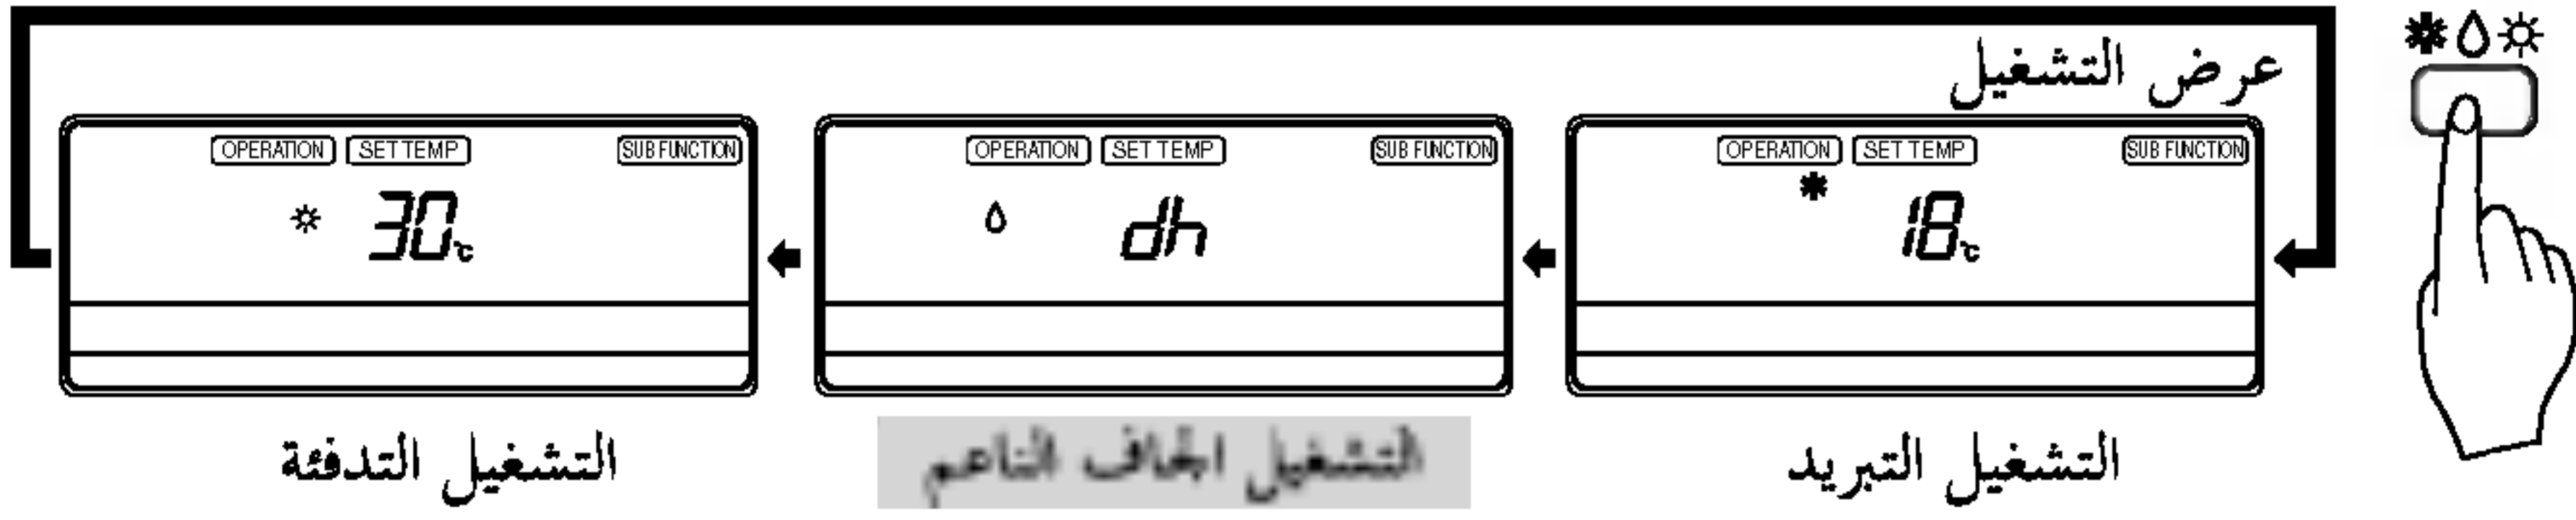 عرض التشغيل
OPERATION SET TEMP SUB FUNCTION
18°C
OPERATION SET TEMP SUB FUNCTION
dh
OPERATION SET TEMP SUB FUNCTION
30°C
التشغيل التبريد
التشغيل الجاف الناعم
التشغيل التدفئة